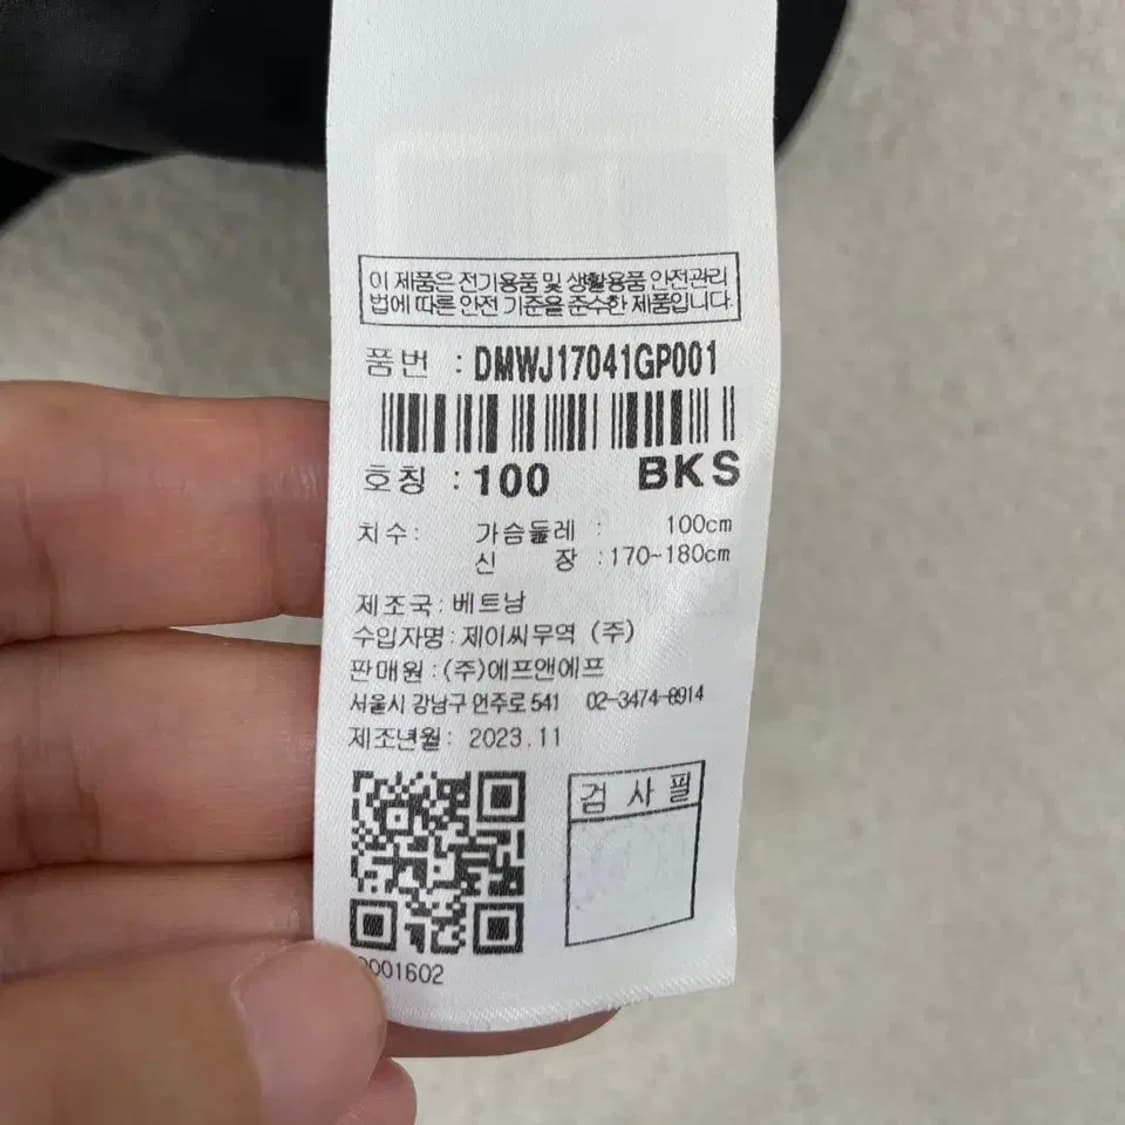 이 제품은 전기용품 및 생활용품 안전관리
법에 따른 안전 기준을 준수한 제품입니다.
품번 : DMWJ17041GP001
호칭 : 100 BKS
치수: 가슴둘레 : 100cm
신 장 :170~180cm
제조국: 베트남
수입자명: 제이씨무역 (주)
판매원 :(주)에프앤에프
서울시 강남구 언주로 541 02-3474-8914
제조년월: 2023.11
검 사 필
0001602